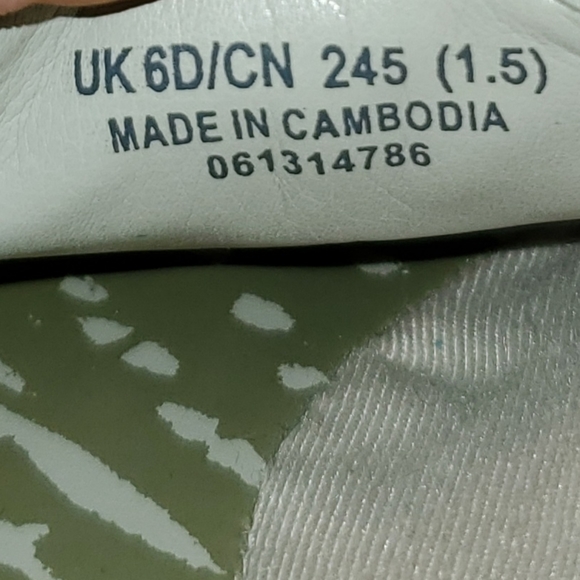 UK 6D/CN 245 (1.5)
MADE IN CAMBODIA
061314786